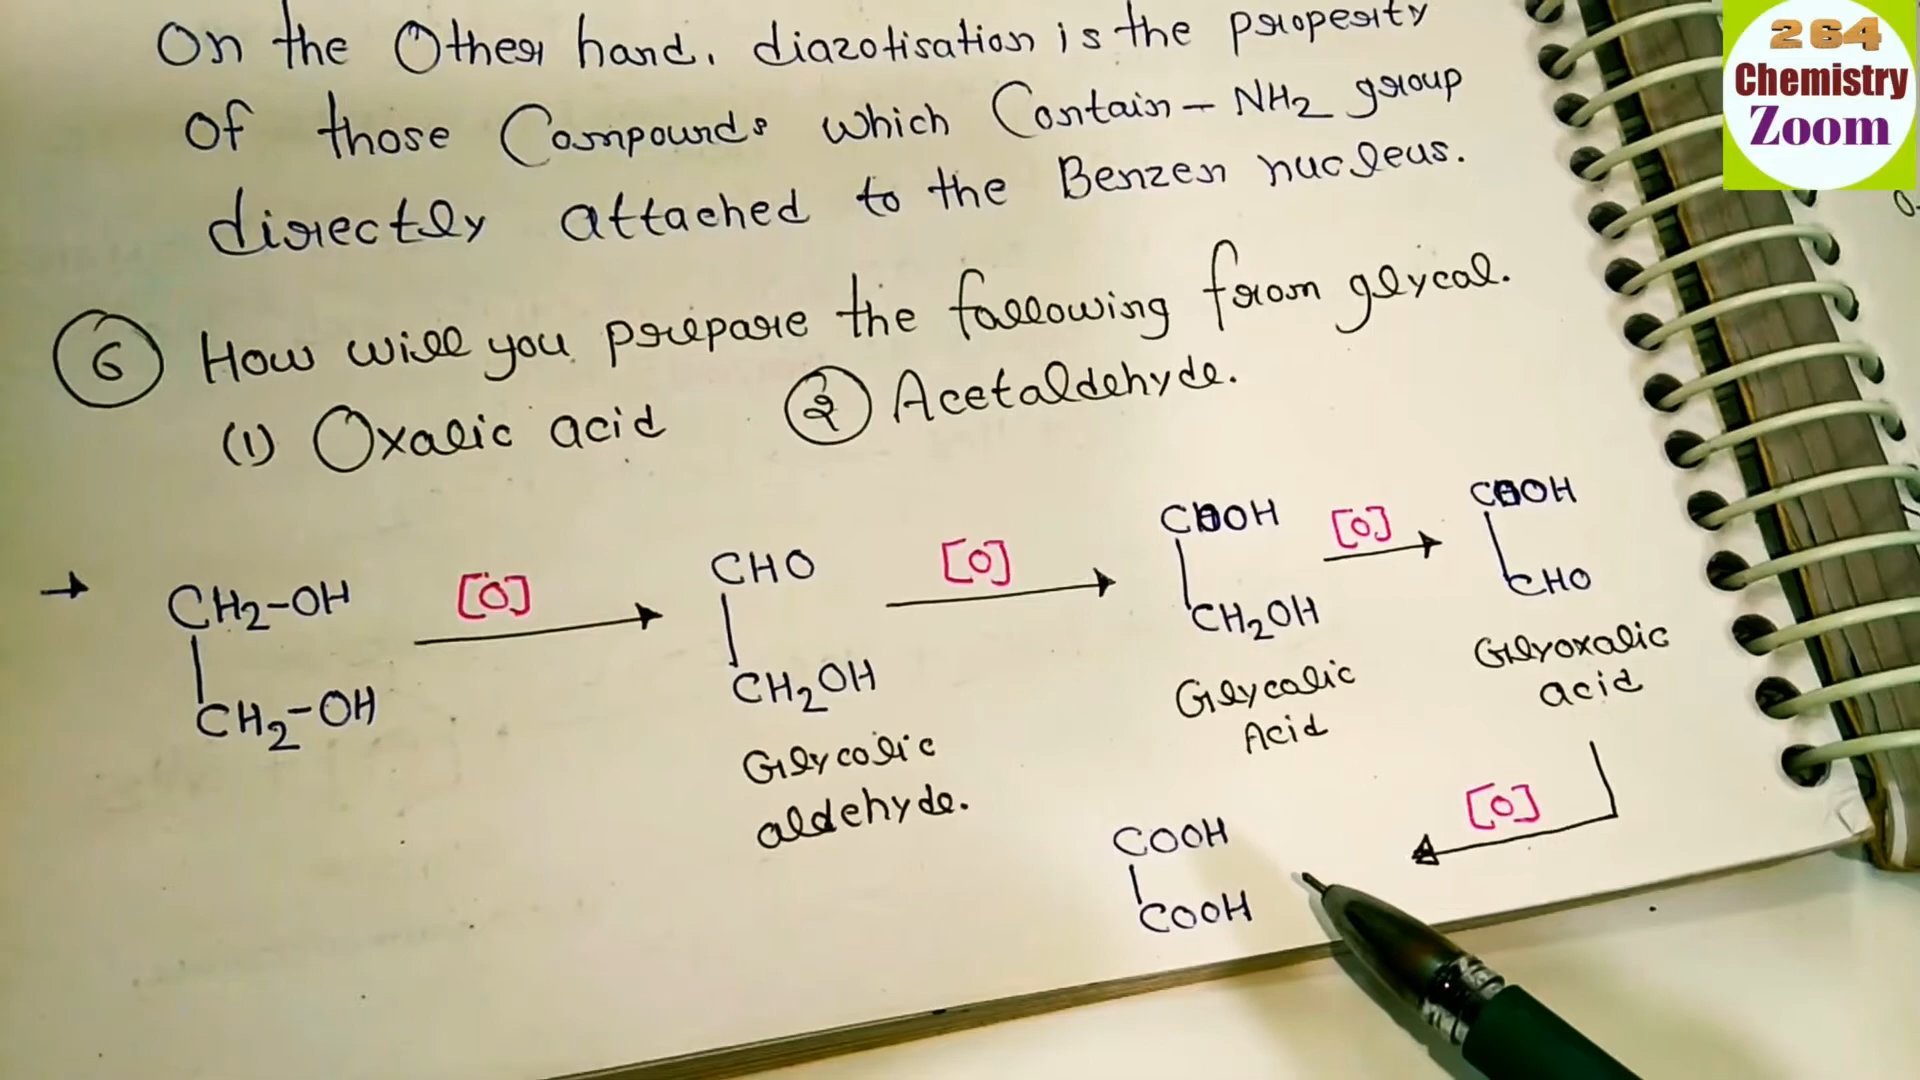 On the Other hand, diazotisation is the property
of those Compounds which Contain - NH2 group
directly attached to the Benzen nucleus.
6 How will you prepare the following from glycol.
(1) Oxalic acid 2 Acetaldehyde.
→ CH2-OH [O] CHO [O] COOH [O] COOH
CH2-OH CH2OH CH2OH CHO
Glycolic aldehyde.
Glycolic Acid
Glyoxalic acid
[O]
COOH
COOH
264
Chemistry
Zoom